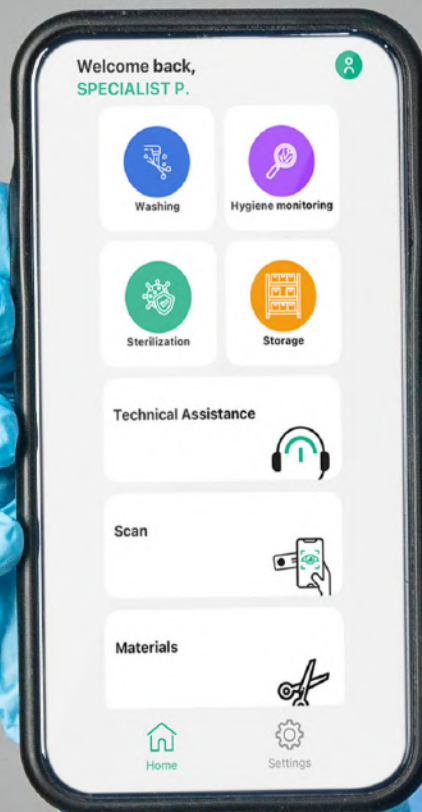 Welcome back,
SPECIALIST P.
Washing
Hygiene monitoring
Sterilization
Storage
Technical Assistance
Scan
Materials
Home
Settings